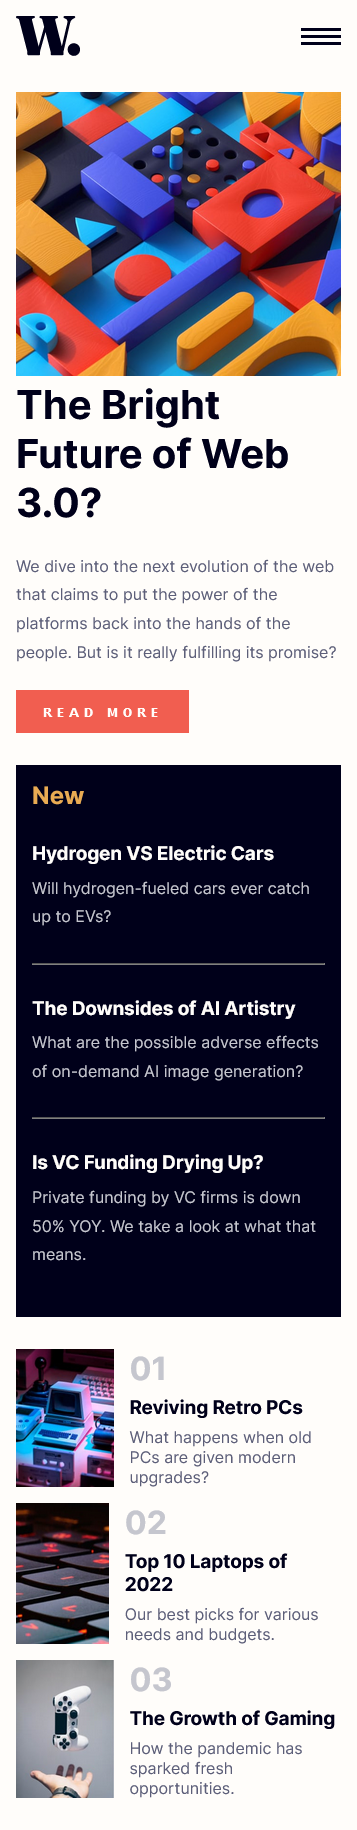 W.
The Bright
Future of Web
3.0?
We dive into the next evolution of the web
that claims to put the power of the
platforms back into the hands of the
people. But is it really fulfilling its promise?
READ MORE
New
Hydrogen VS Electric Cars
Will hydrogen-fueled cars ever catch
up to EVs?
The Downsides of AI Artistry
What are the possible adverse effects
of on-demand AI image generation?
Is VC Funding Drying Up?
Private funding by VC firms is down
50% YOY. We take a look at what that
means.
01
Reviving Retro PCs
What happens when old
PCs are given modern
upgrades?
02
Top 10 Laptops of
2022
Our best picks for various
needs and budgets.
03
The Growth of Gaming
How the pandemic has
sparked fresh
opportunities.